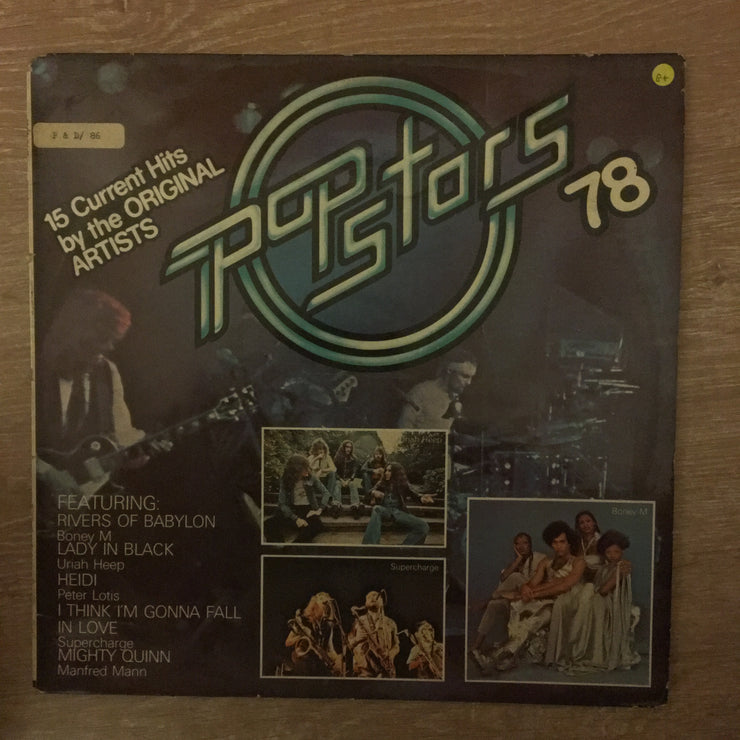 G+
P & D/ 86
15 Current Hits
by the ORIGINAL
ARTISTS
Pop
Stars
78
FEATURING:
RIVERS OF BABYLON
Boney M
LADY IN BLACK
Uriah Heep
HEIDI
Peter Lotis
I THINK I'M GONNA FALL
IN LOVE
Supercharge
MIGHTY QUINN
Manfred Mann
Uriah Heep
Supercharge
Boney M